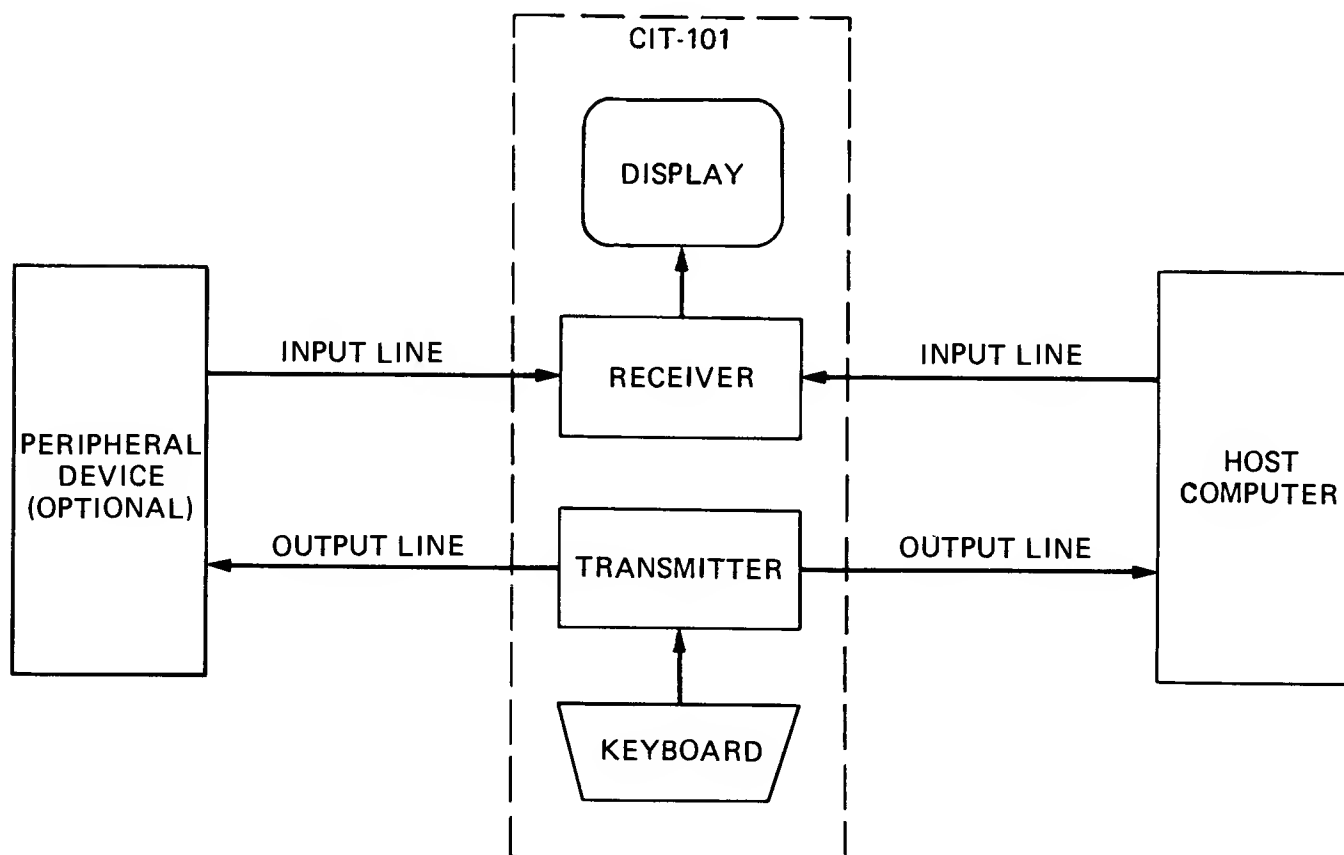 CIT-101
DISPLAY
INPUT LINE
RECEIVER
INPUT LINE
PERIPHERAL
DEVICE
(OPTIONAL)
HOST
COMPUTER
OUTPUT LINE
TRANSMITTER
OUTPUT LINE
KEYBOARD